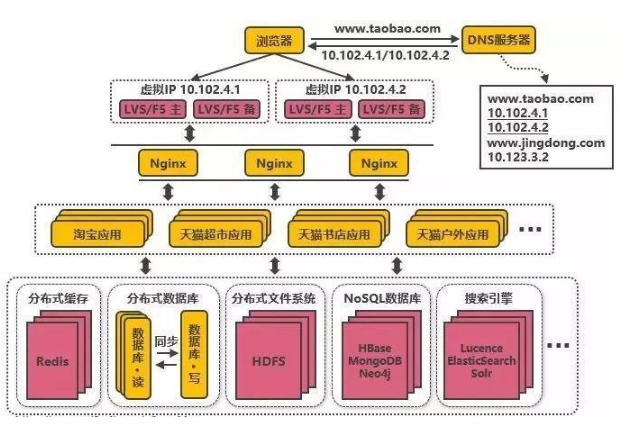 www.taobao.com
浏览器
DNS服务器
10.102.4.1/10.102.4.2
虚拟IP 10.102.4.1
LVS/F5 主
LVS/F5 备
虚拟IP 10.102.4.2
LVS/F5 主
LVS/F5 备
www.taobao.com
10.102.4.1
10.102.4.2
www.jingdong.com
10.123.3.2
Nginx
Nginx
Nginx
淘宝应用
天猫超市应用
天猫书店应用
天猫户外应用
分布式缓存
Redis
分布式数据库
数据库·读
同步
数据库·写
分布式文件系统
HDFS
NoSQL数据库
HBase
MongoDB
Neo4j
搜索引擎
Lucence
ElasticSearch
Solr